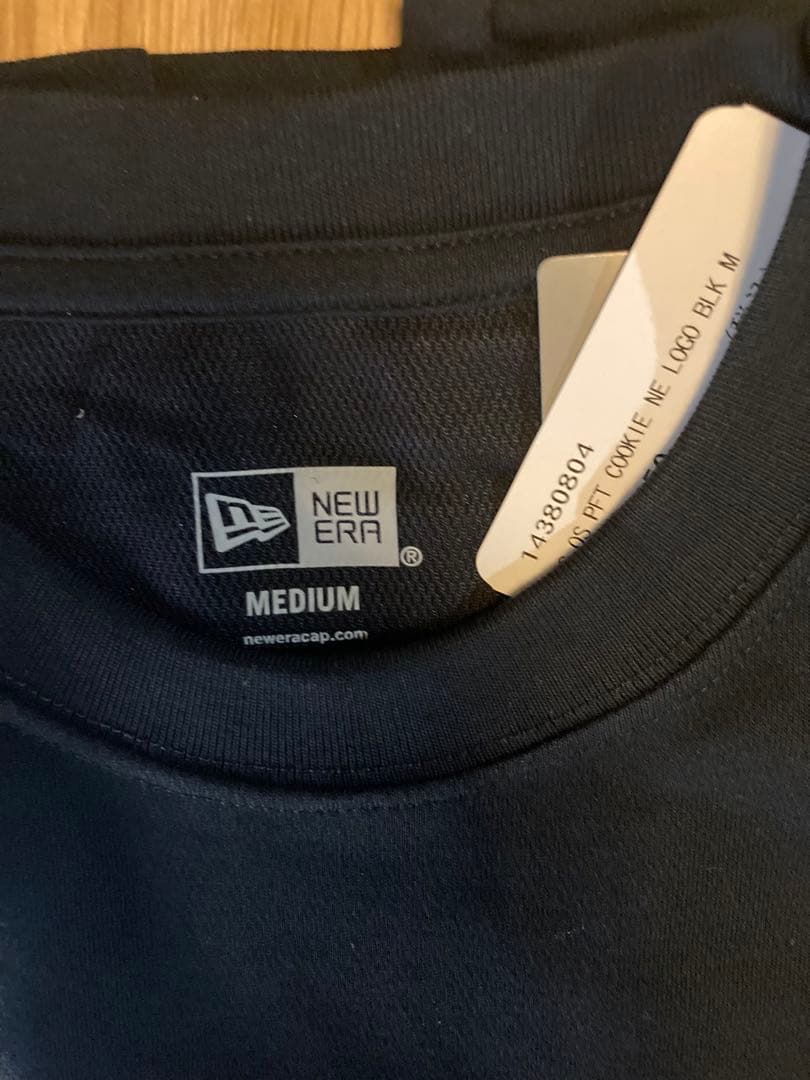 NEW
ERA
®
MEDIUM
neweracap.com
14380804
OS PFT COOKIE NE LOGO BLK M